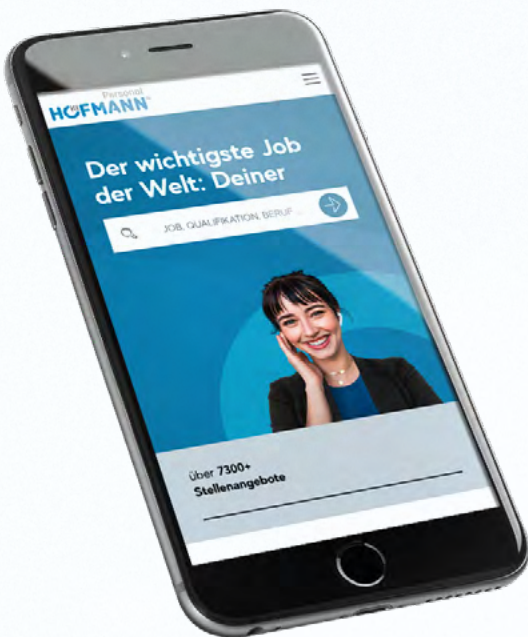 Personal
HOFMANN
Der wichtigste Job
der Welt: Deiner
JOB, QUALIFIKATION, BERUF ...
über 7300+
Stellenangebote